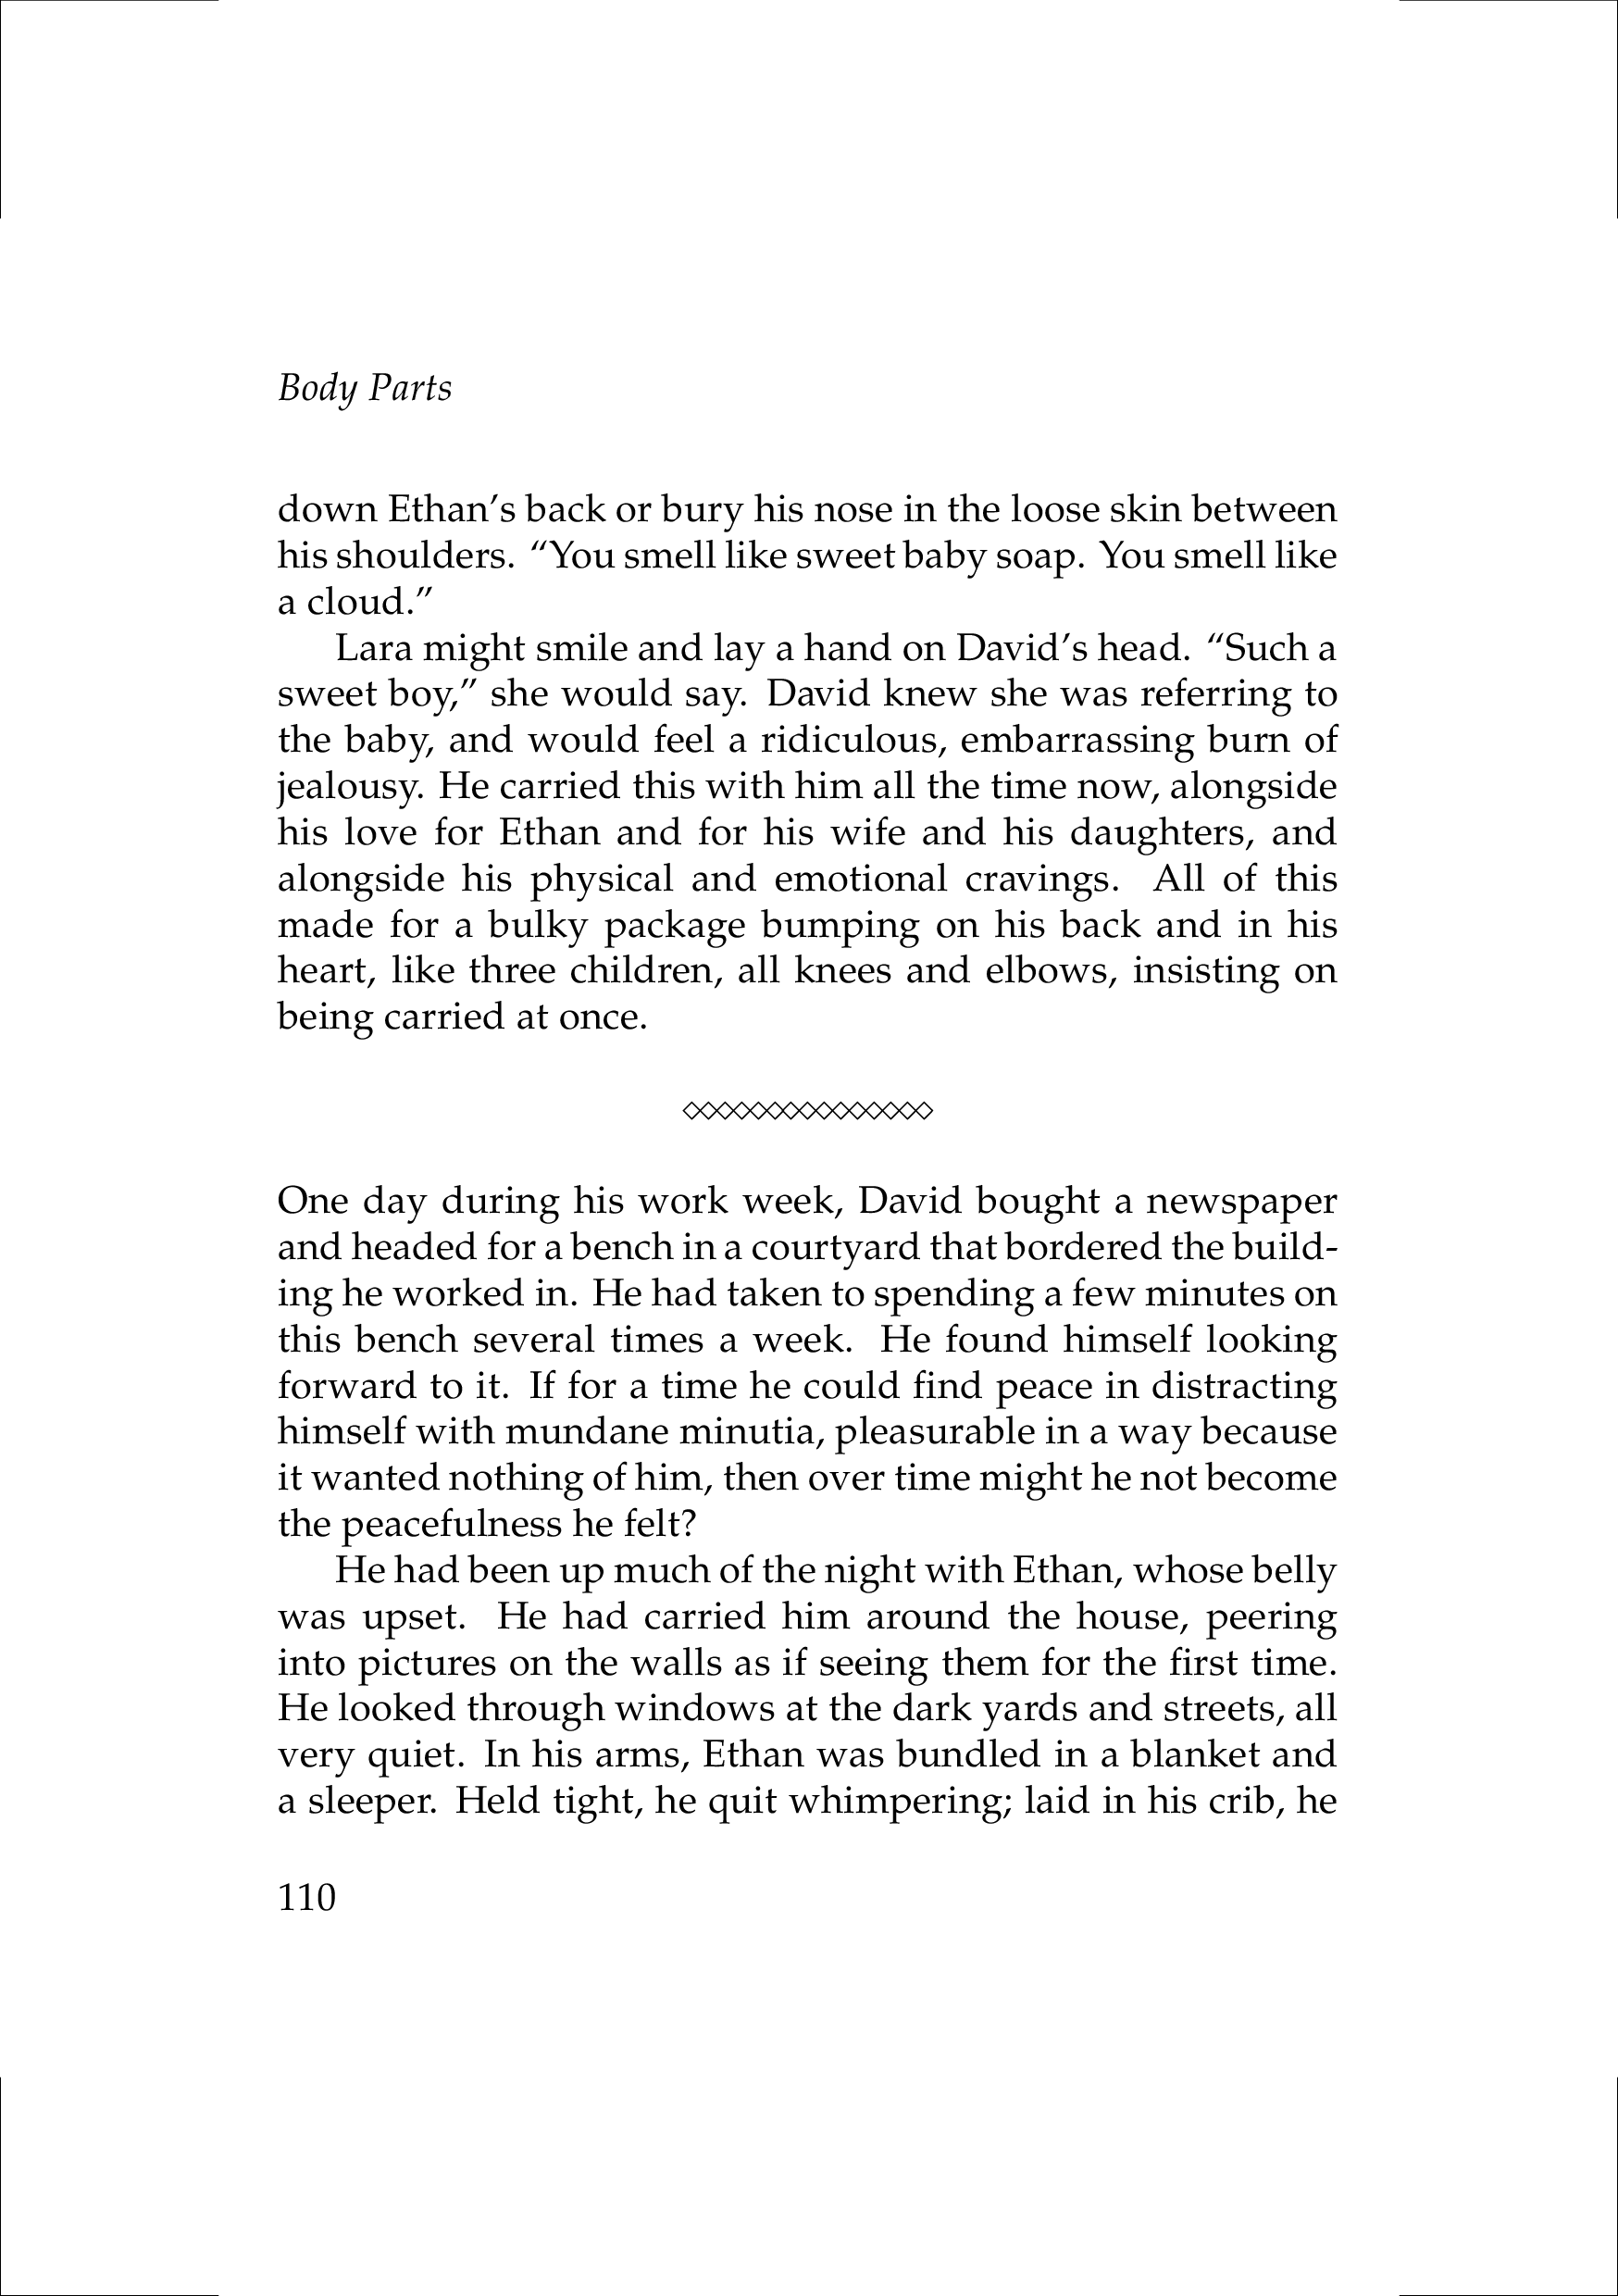 Body Parts
down Ethan’s back or bury his nose in the loose skin between
his shoulders. “You smell like sweet baby soap. You smell like
a cloud.”
Lara might smile and lay a hand on David’s head. “Such a
sweet boy,” she would say. David knew she was referring to
the baby, and would feel a ridiculous, embarrassing burn of
jealousy. He carried this with him all the time now, alongside
his love for Ethan and for his wife and his daughters, and
alongside his physical and emotional cravings. All of this
made for a bulky package bumping on his back and in his
heart, like three children, all knees and elbows, insisting on
being carried at once.
One day during his work week, David bought a newspaper
and headed for a bench in a courtyard that bordered the build-
ing he worked in. He had taken to spending a few minutes on
this bench several times a week. He found himself looking
forward to it. If for a time he could find peace in distracting
himself with mundane minutia, pleasurable in a way because
it wanted nothing of him, then over time might he not become
the peacefulness he felt?
He had been up much of the night with Ethan, whose belly
was upset. He had carried him around the house, peering
into pictures on the walls as if seeing them for the first time.
He looked through windows at the dark yards and streets, all
very quiet. In his arms, Ethan was bundled in a blanket and
a sleeper. Held tight, he quit whimpering; laid in his crib, he
110